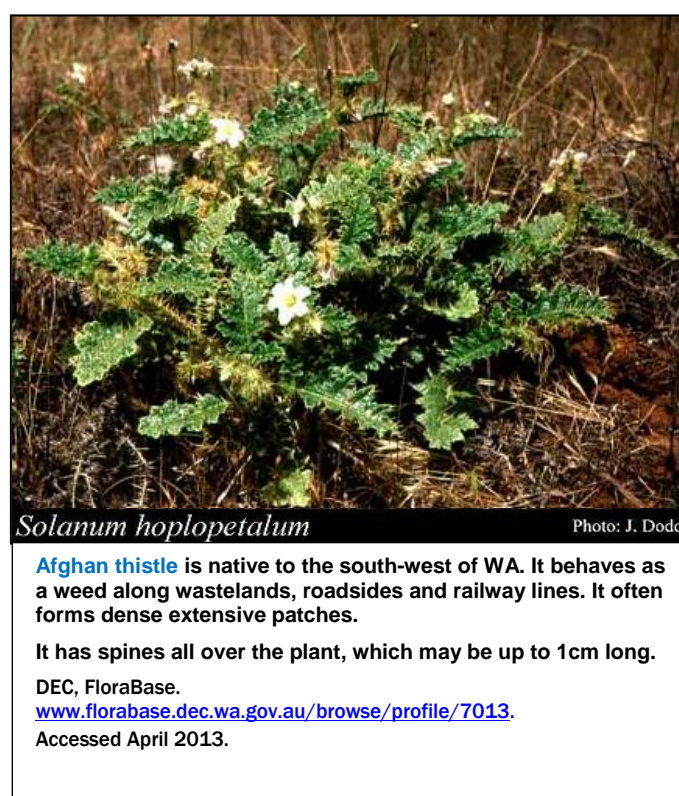 Solanum hoplopetalum
Photo: J. Dodd
Afghan thistle is native to the south-west of WA. It behaves as
a weed along wastelands, roadsides and railway lines. It often
forms dense extensive patches.
It has spines all over the plant, which may be up to 1cm long.
DEC, FloraBase.
www.florabase.dec.wa.gov.au/browse/profile/7013.
Accessed April 2013.